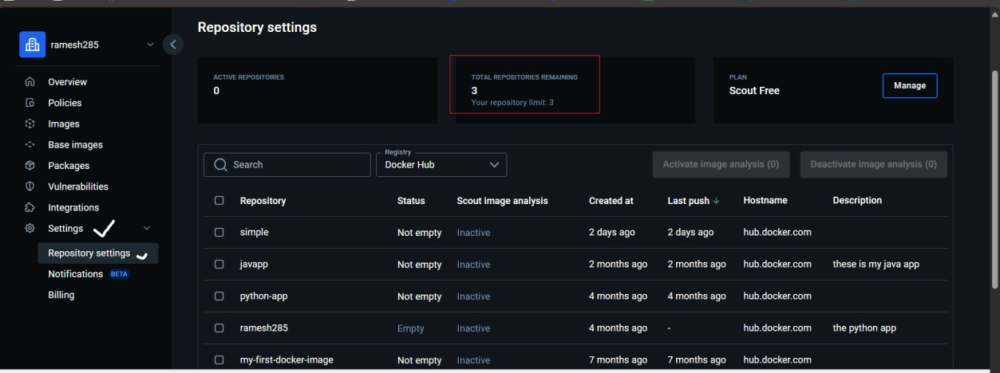 ramesh285
Overview
Policies
Images
Base images
Packages
Vulnerabilities
Integrations
Settings
Repository settings
Notifications BETA
Billing
Repository settings
ACTIVE REPOSITORIES
0
TOTAL REPOSITORIES REMAINING
3
Your repository limit: 3
PLAN
Scout Free
Manage
Search
Registry
Docker Hub
Activate image analysis (0)
Deactivate image analysis (0)
Repository Status Scout image analysis Created at Last push Hostname Description
simple Not empty Inactive 2 days ago 2 days ago hub.docker.com
javapp Not empty Inactive 2 months ago 2 months ago hub.docker.com these is my java app
python-app Not empty Inactive 4 months ago 4 months ago hub.docker.com
ramesh285 Empty Inactive 4 months ago - hub.docker.com the python app
my-first-docker-image Not empty Inactive 7 months ago 7 months ago hub.docker.com